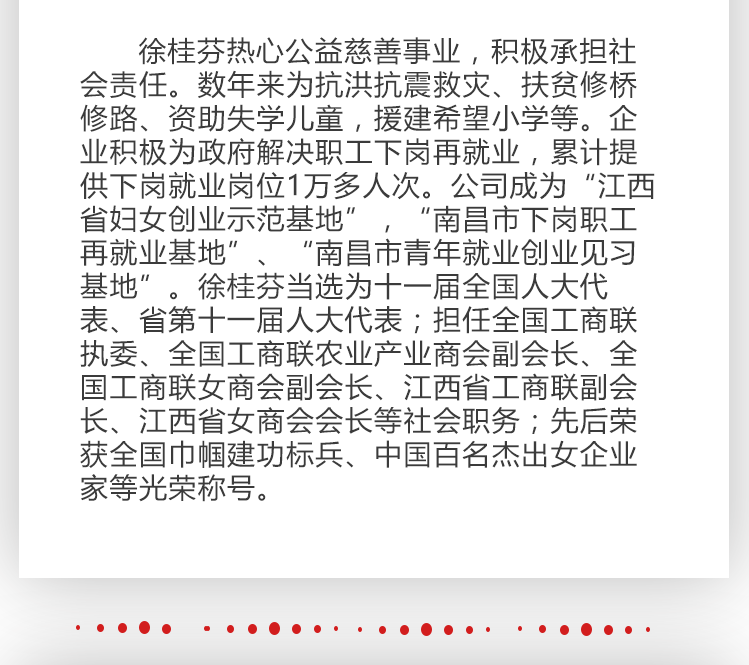 徐桂芬热心公益慈善事业，积极承担社
会责任。数年来为抗洪抗震救灾、扶贫修桥
修路、资助失学儿童，援建希望小学等。企
业积极为政府解决职工下岗再就业，累计提
供下岗就业岗位1万多人次。公司成为“江西
省妇女创业示范基地”，“南昌市下岗职工
再就业基地”、“南昌市青年就业创业见习
基地”。徐桂芬当选为十一届全国人大代
表、省第十一届人大代表；担任全国工商联
执委、全国工商联农业产业商会副会长、全
国工商联女商会副会长、江西省工商联副会
长、江西省女商会会长等社会职务；先后荣
获全国巾帼建功标兵、中国百名杰出女企业
家等光荣称号。